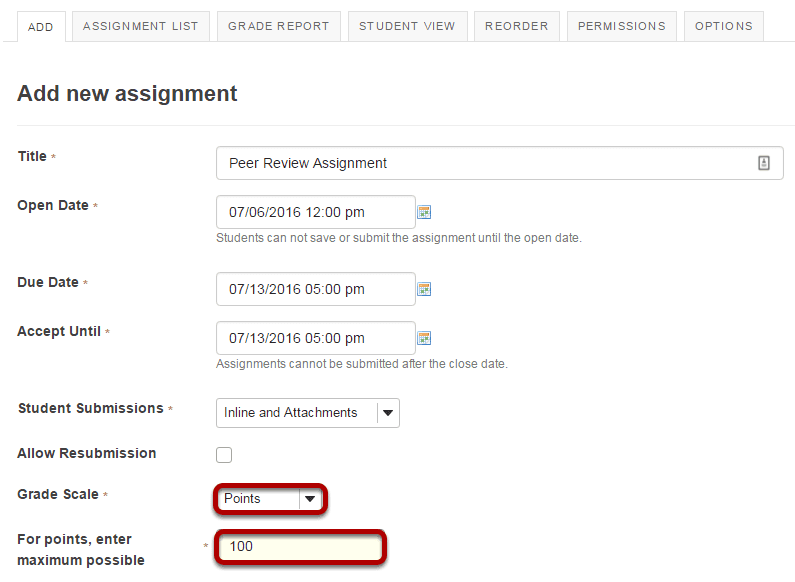 ADD ASSIGNMENT LIST GRADE REPORT STUDENT VIEW REORDER PERMISSIONS OPTIONS
Add new assignment
Title * Peer Review Assignment
Open Date * 07/06/2016 12:00 pm
Students can not save or submit the assignment until the open date.
Due Date * 07/13/2016 05:00 pm
Accept Until * 07/13/2016 05:00 pm
Assignments cannot be submitted after the close date.
Student Submissions * Inline and Attachments
Allow Resubmission
Grade Scale * Points
For points, enter
maximum possible * 100